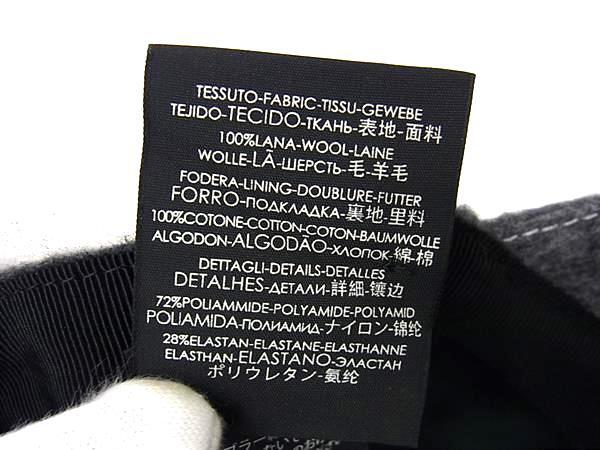 TESSUTO-FABRIC-TISSU-GEWEBE
TEJIDO-TECIDO-ТКАНЬ-表地-面料
100%LANA-WOOL-LAINE
WOLLE-LÃ-ШЕРСТЬ-毛-羊毛
FODERA-LINING-DOUBLURE-FUTTER
FORRO-ПОДКЛАДКА-裏地-里料
100%COTONE-COTTON-COTON-BAUMWOLLE
ALGODON-ALGODÃO-ХЛОПОК-綿-棉
DETTAGLI-DETAILS-DETALLES
DETALHES-ДЕТАЛИ-詳細-镶边
72%POLIAMMIDE-POLYAMIDE-POLYAMID
POLIAMIDA-ПОЛИАМИД-ナイロン-锦纶
28%ELASTAN-ELASTANE-ELASTHANNE
ELASTHAN-ELASTANO-ЭЛАСТАН
ポリウレタン-氨纶